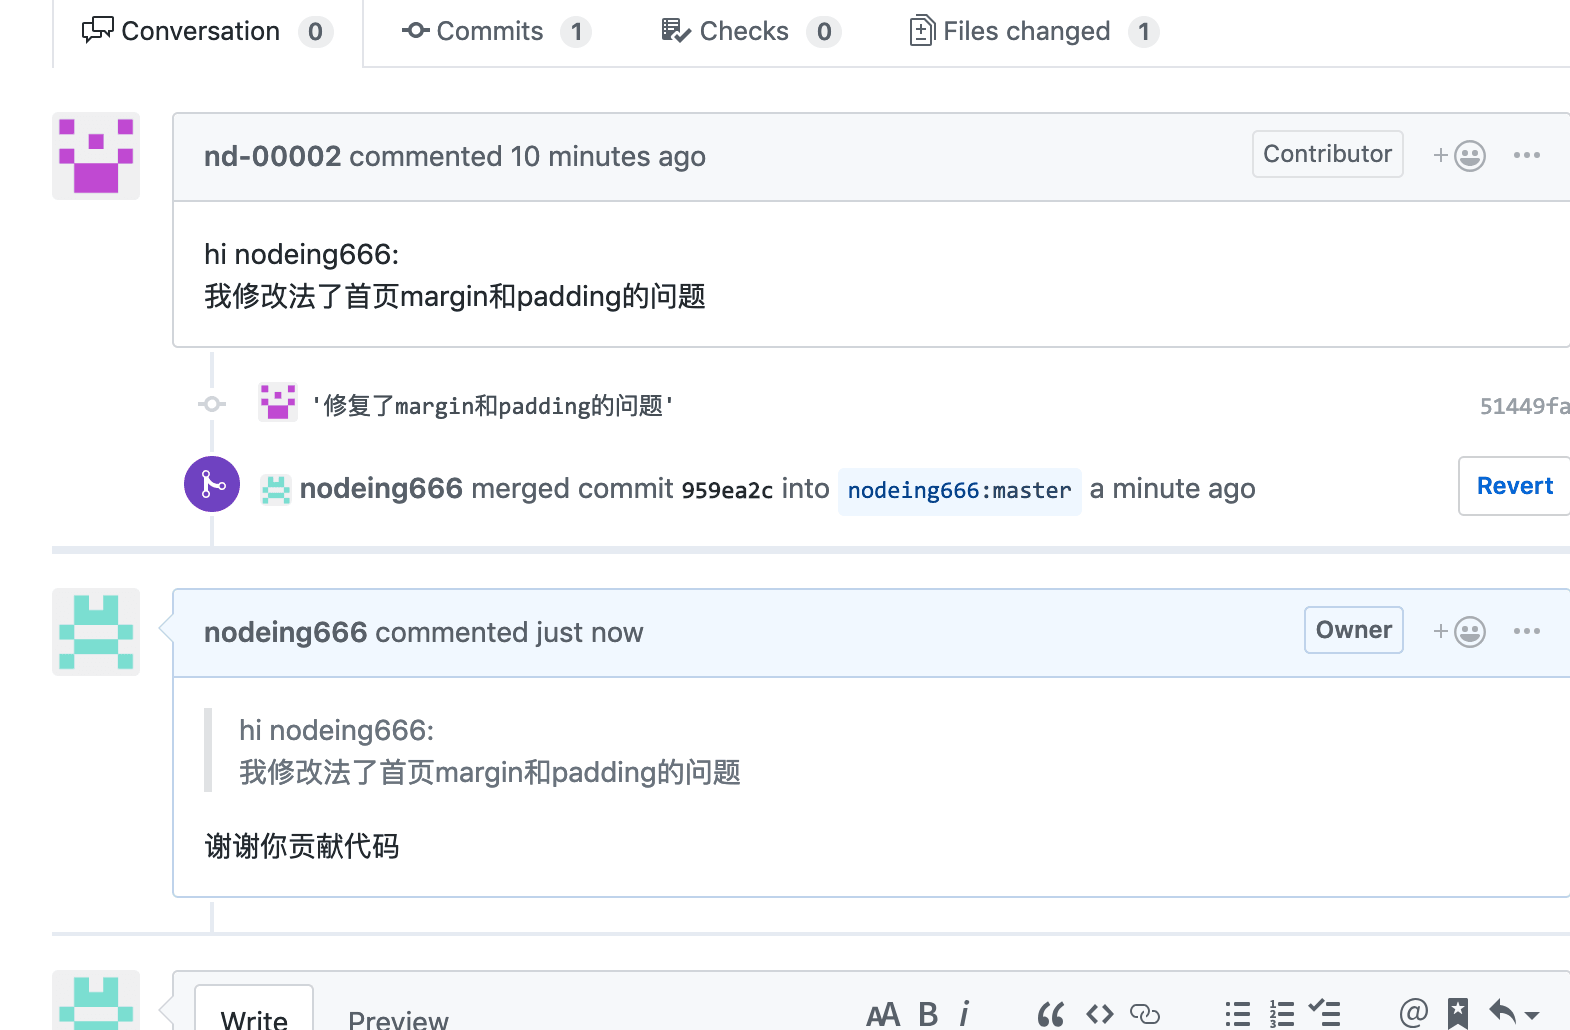 Conversation 0 Commits 1 Checks 0 Files changed 1
nd-00002 commented 10 minutes ago Contributor
hi nodeing666:
我修改法了首页margin和padding的问题
'修复了margin和padding的问题' 51449fa
nodeing666 merged commit 959ea2c into nodeing666:master a minute ago Revert
nodeing666 commented just now Owner
hi nodeing666:
我修改法了首页margin和padding的问题
谢谢你贡献代码
Write Preview